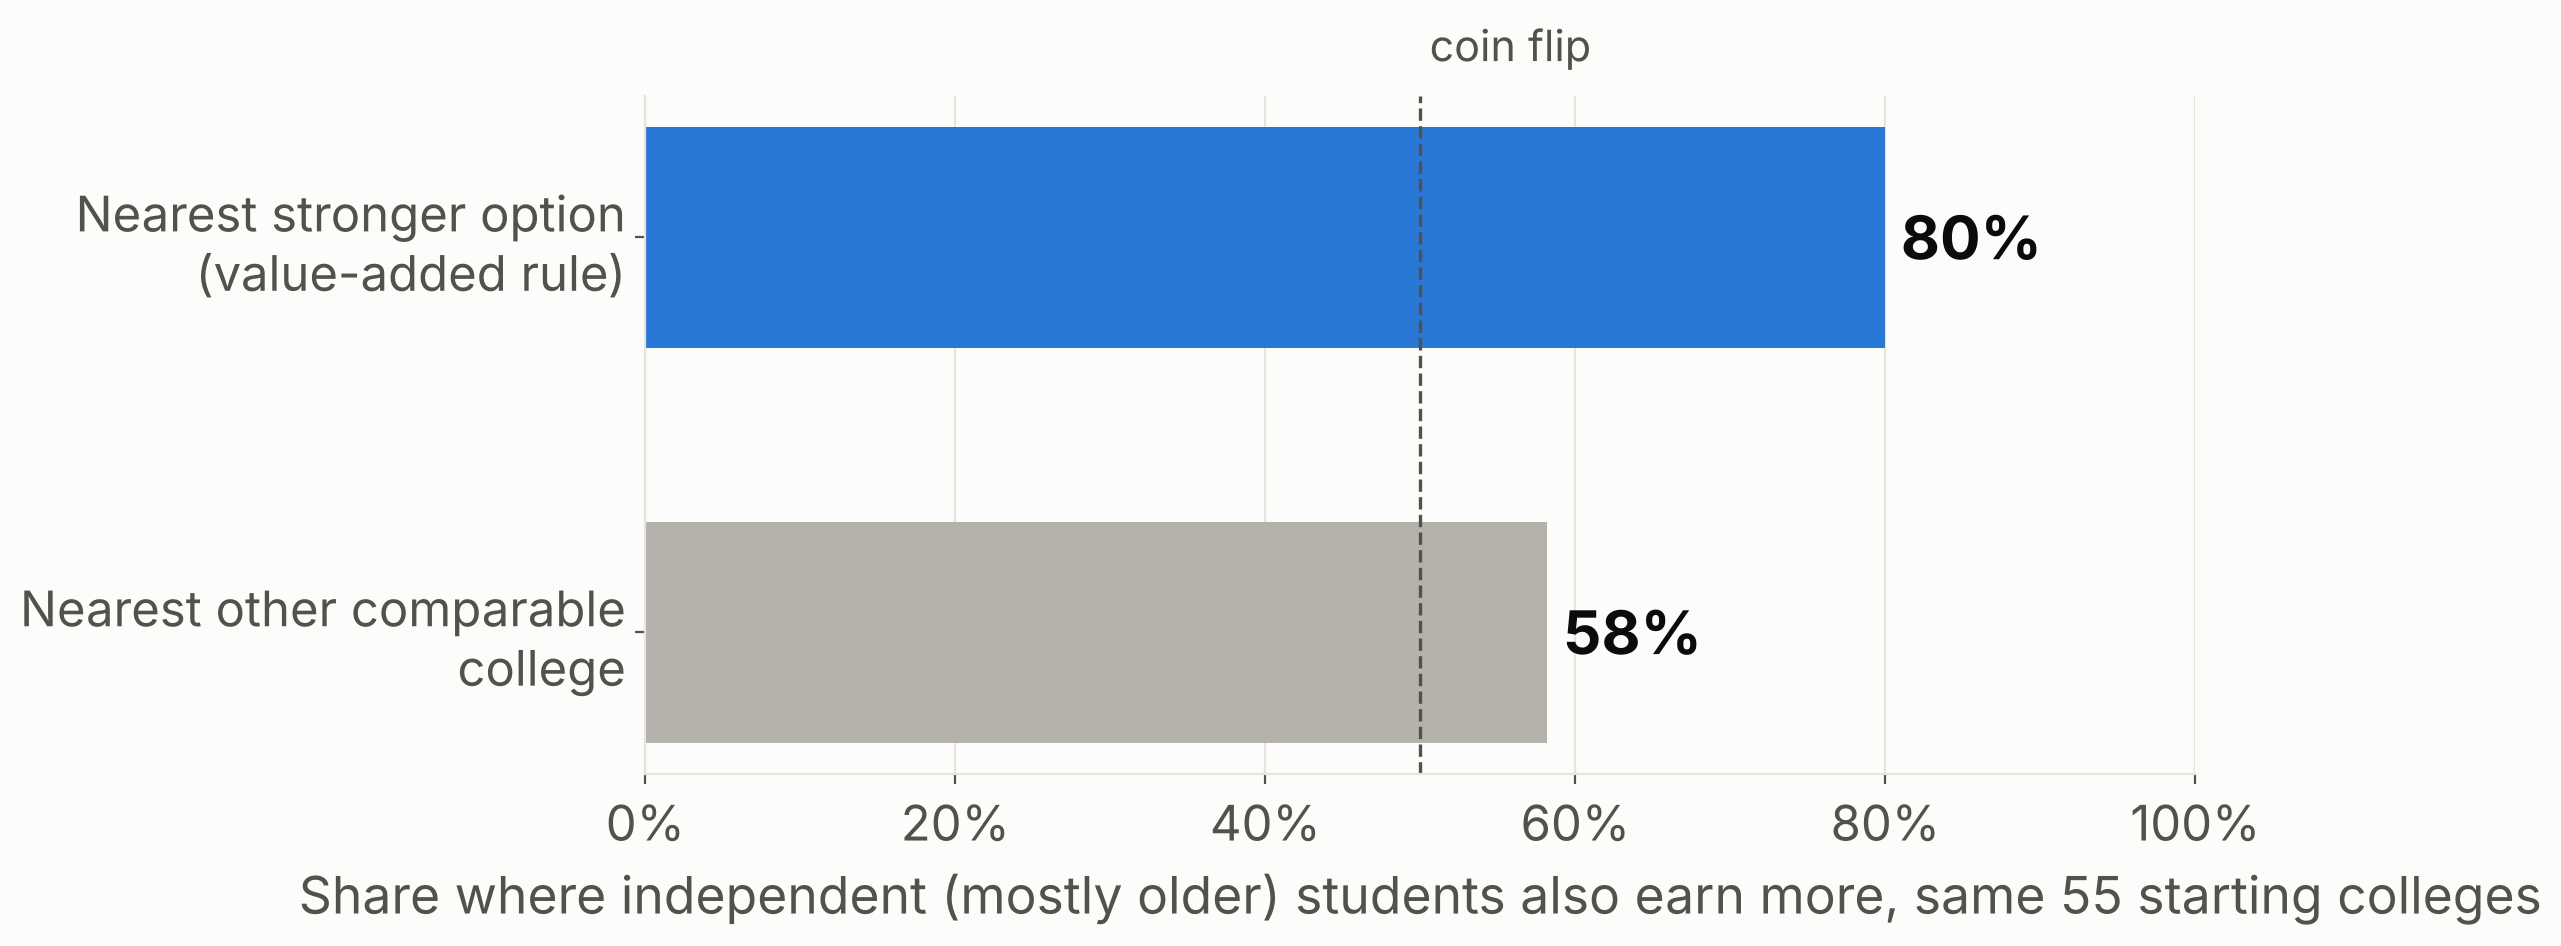 coin flip
Nearest stronger option
(value-added rule)
80%
Nearest other comparable
college
58%
0% 20% 40% 60% 80% 100%
Share where independent (mostly older) students also earn more, same 55 starting colleges